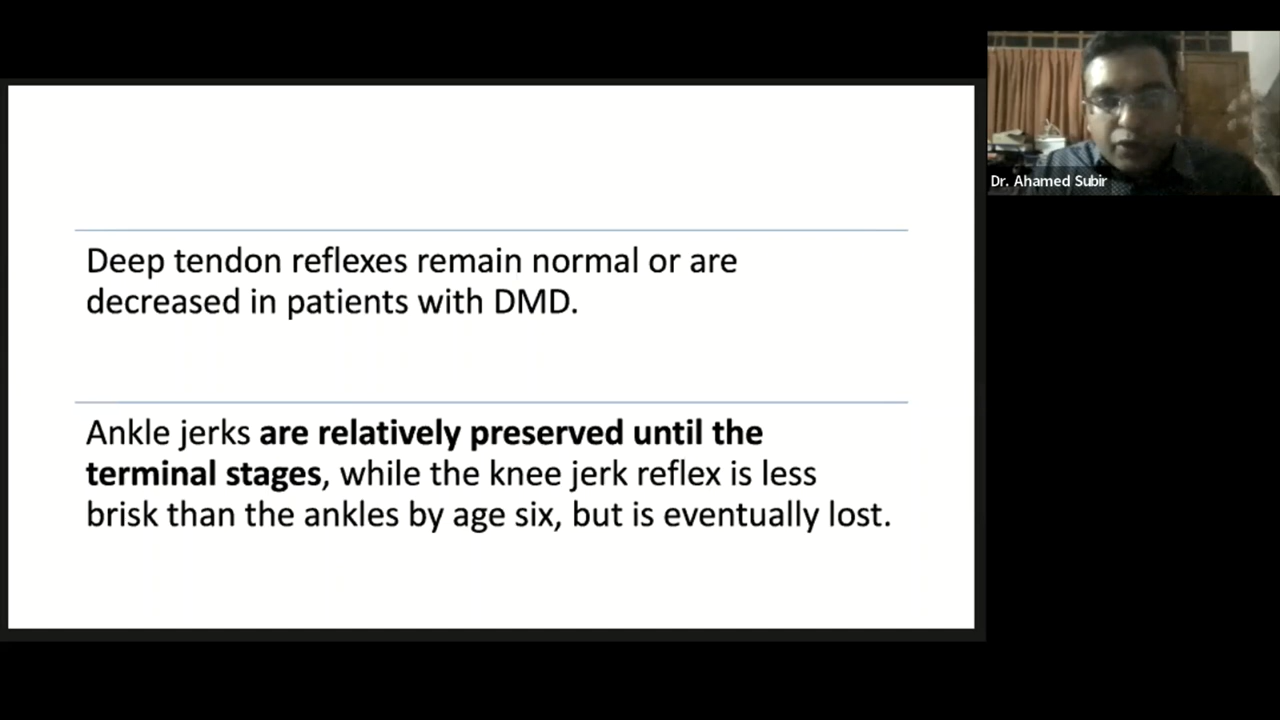 Deep tendon reflexes remain normal or are
decreased in patients with DMD.
Ankle jerks are relatively preserved until the
terminal stages, while the knee jerk reflex is less
brisk than the ankles by age six, but is eventually lost.
Dr. Ahamed Subir